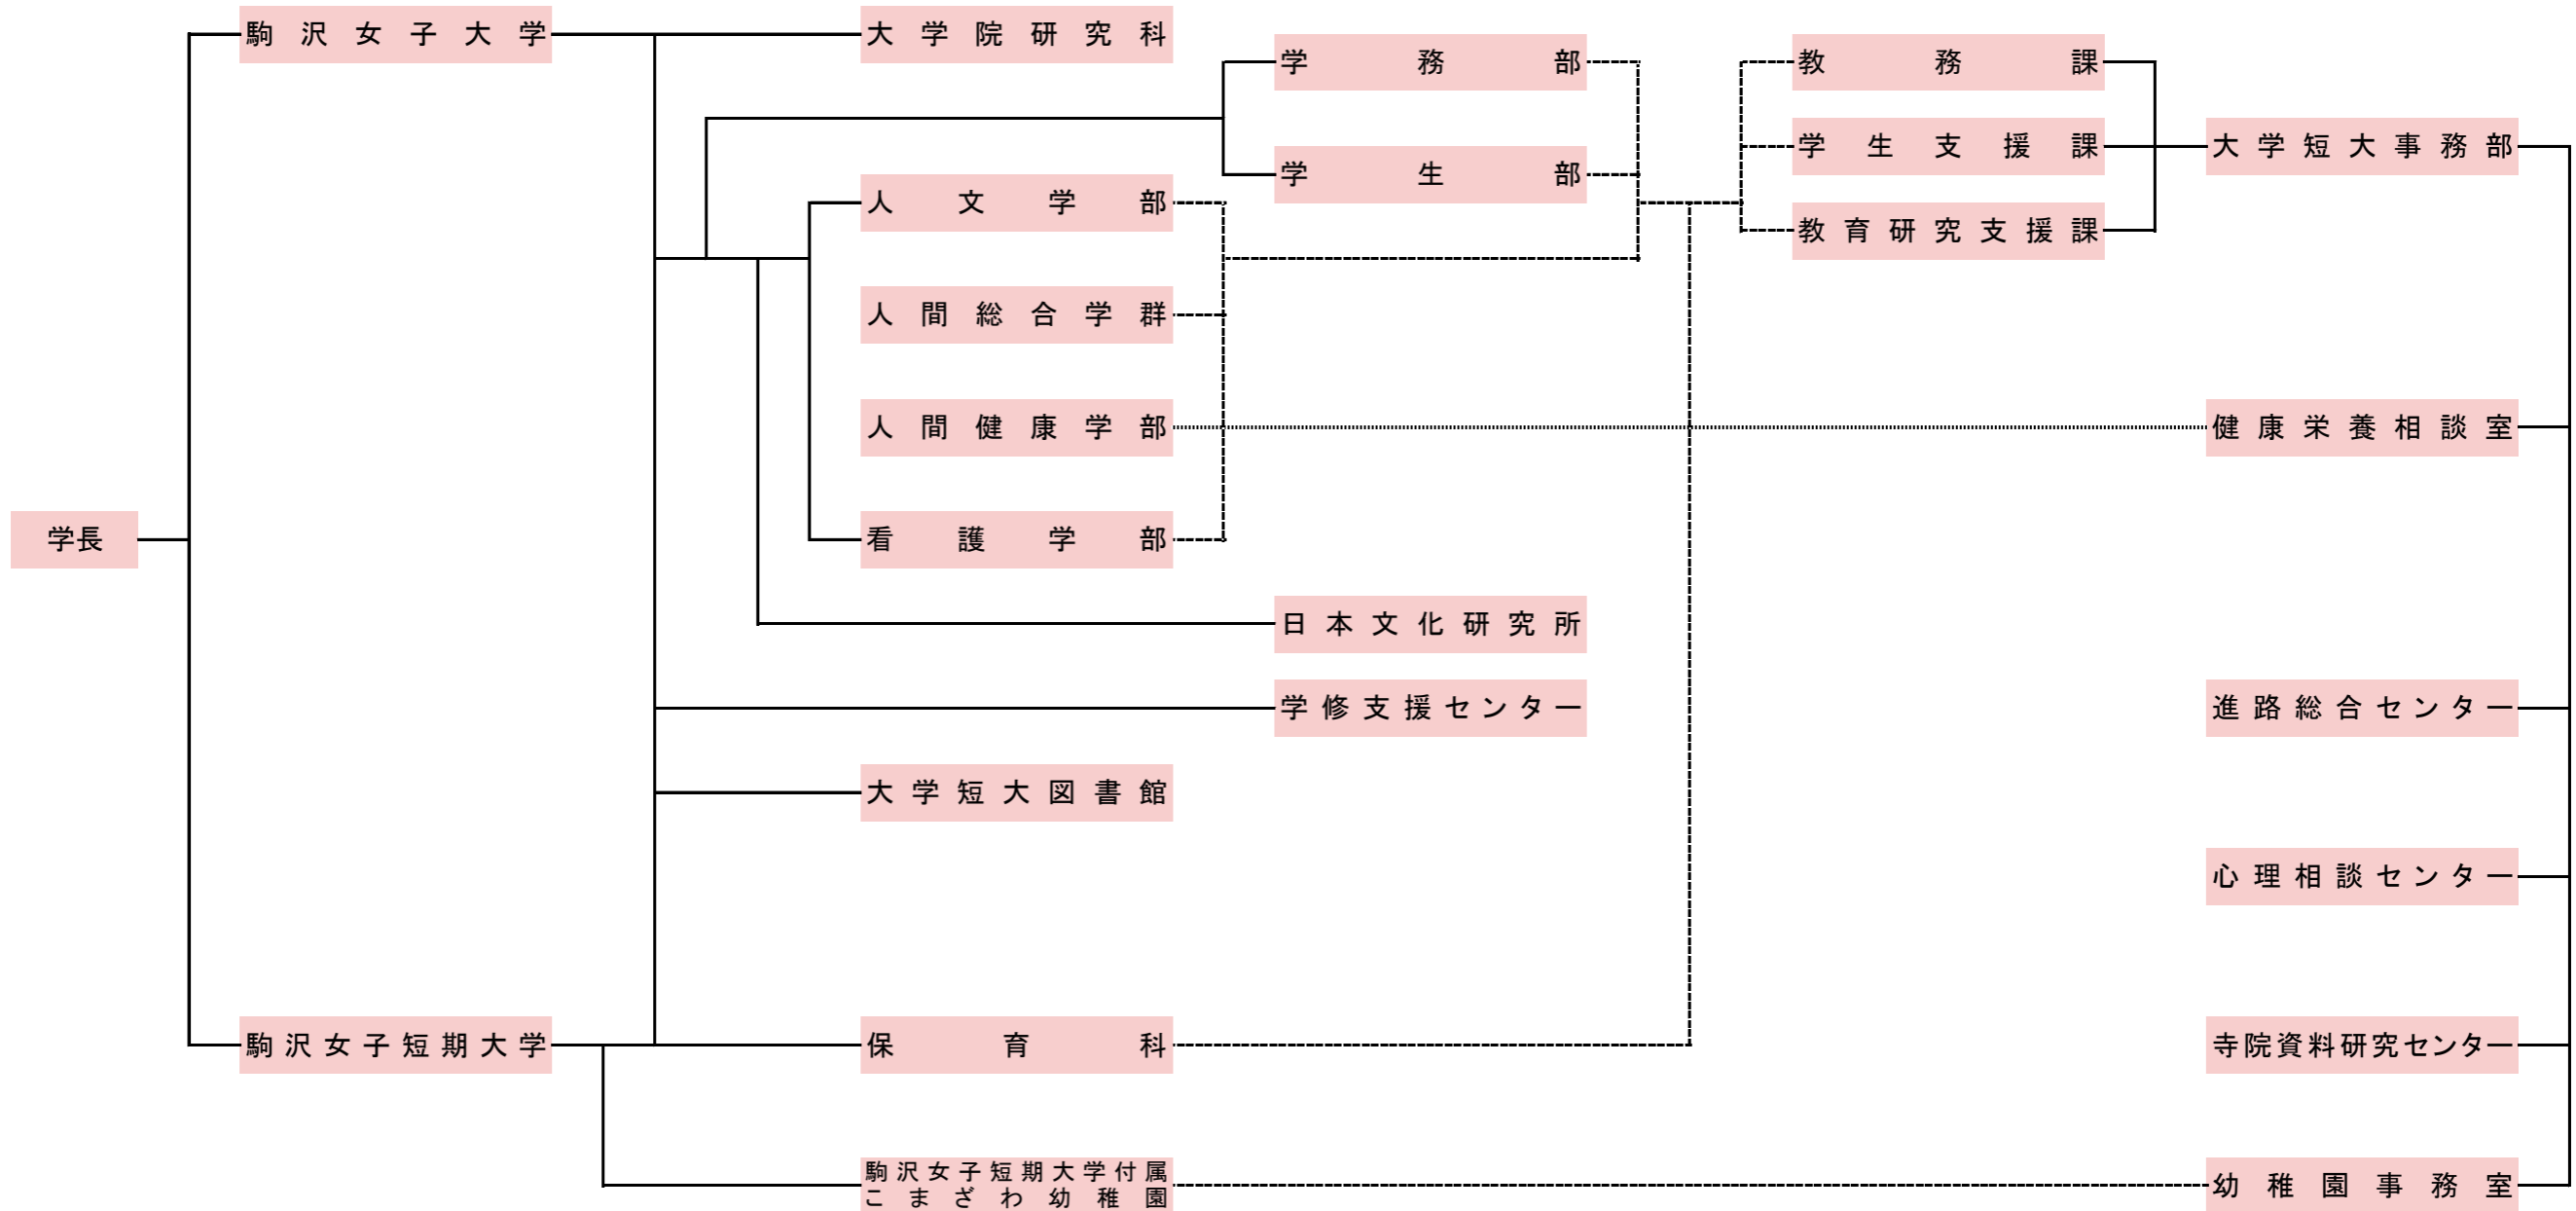 駒沢女子大学
大学院研究科
学務部
教務課
学生支援課
大学短大事務部
学生部
人文学部
教育研究支援課
人間総合学群
人間健康学部
健康栄養相談室
学長
看護学部
日本文化研究所
学修支援センター
進路総合センター
大学短大図書館
心理相談センター
駒沢女子短期大学
保育科
寺院資料研究センター
駒沢女子短期大学付属
こまざわ幼稚園
幼稚園事務室